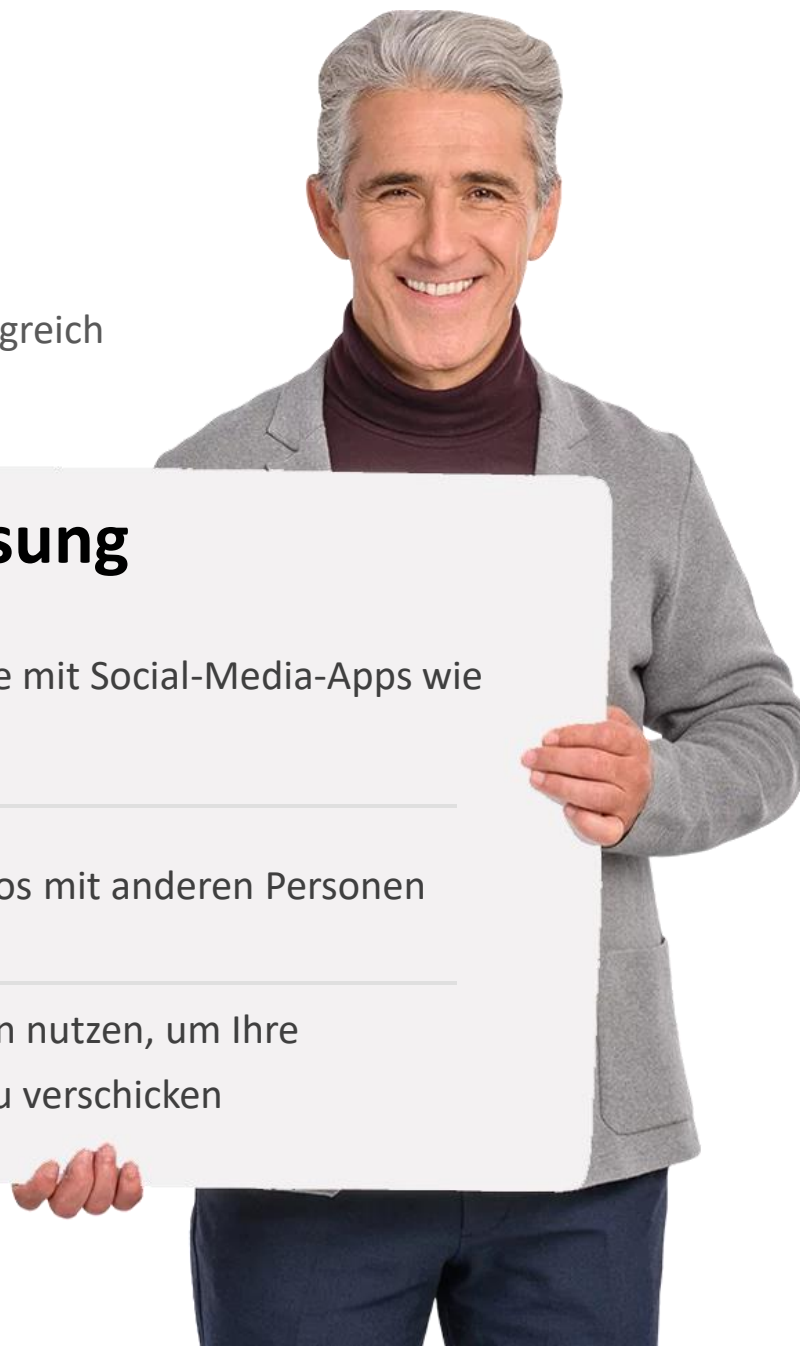 greich
sung
e mit Social-Media-Apps wie
os mit anderen Personen
n nutzen, um Ihre
u verschicken